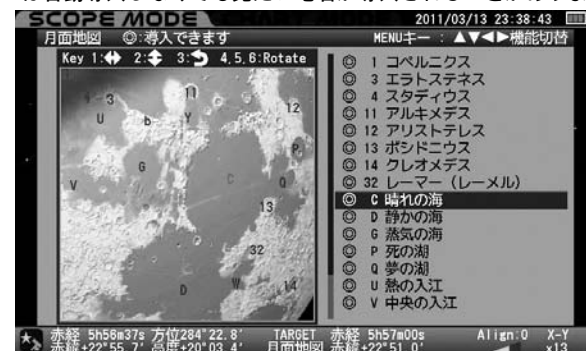 SCOPE MODE
2011/03/13 23:38:43
月面地図 ◎:導入できます MENUキー : ▲▼◀▶機能切替
Key 1: 2: 3: 4,5,6:Rotate
◎ 1 コペルニクス
◎ 3 エラトステネス
◎ 4 スタディウス
◎ 11 アルキメデス
◎ 12 アリストテレス
◎ 13 ポシドニウス
◎ 14 クレオメデス
◎ 32 レーマー（レーメル）
◎ C 晴れの海
◎ D 静かの海
◎ G 蒸気の海
◎ P 死の湖
◎ Q 夢の湖
◎ U 熱の入江
◎ V 中央の入江
4 3
11
12
U b Y
P
G C Q
V
13
32
D W 14
赤経 5h56m37s 方位284°22.8' TARGET 赤経 5h57m00s Align:0 X-Y
赤緯+22°55.7' 高度+20°03.4' 月面地図 赤緯+22°51.0' x13